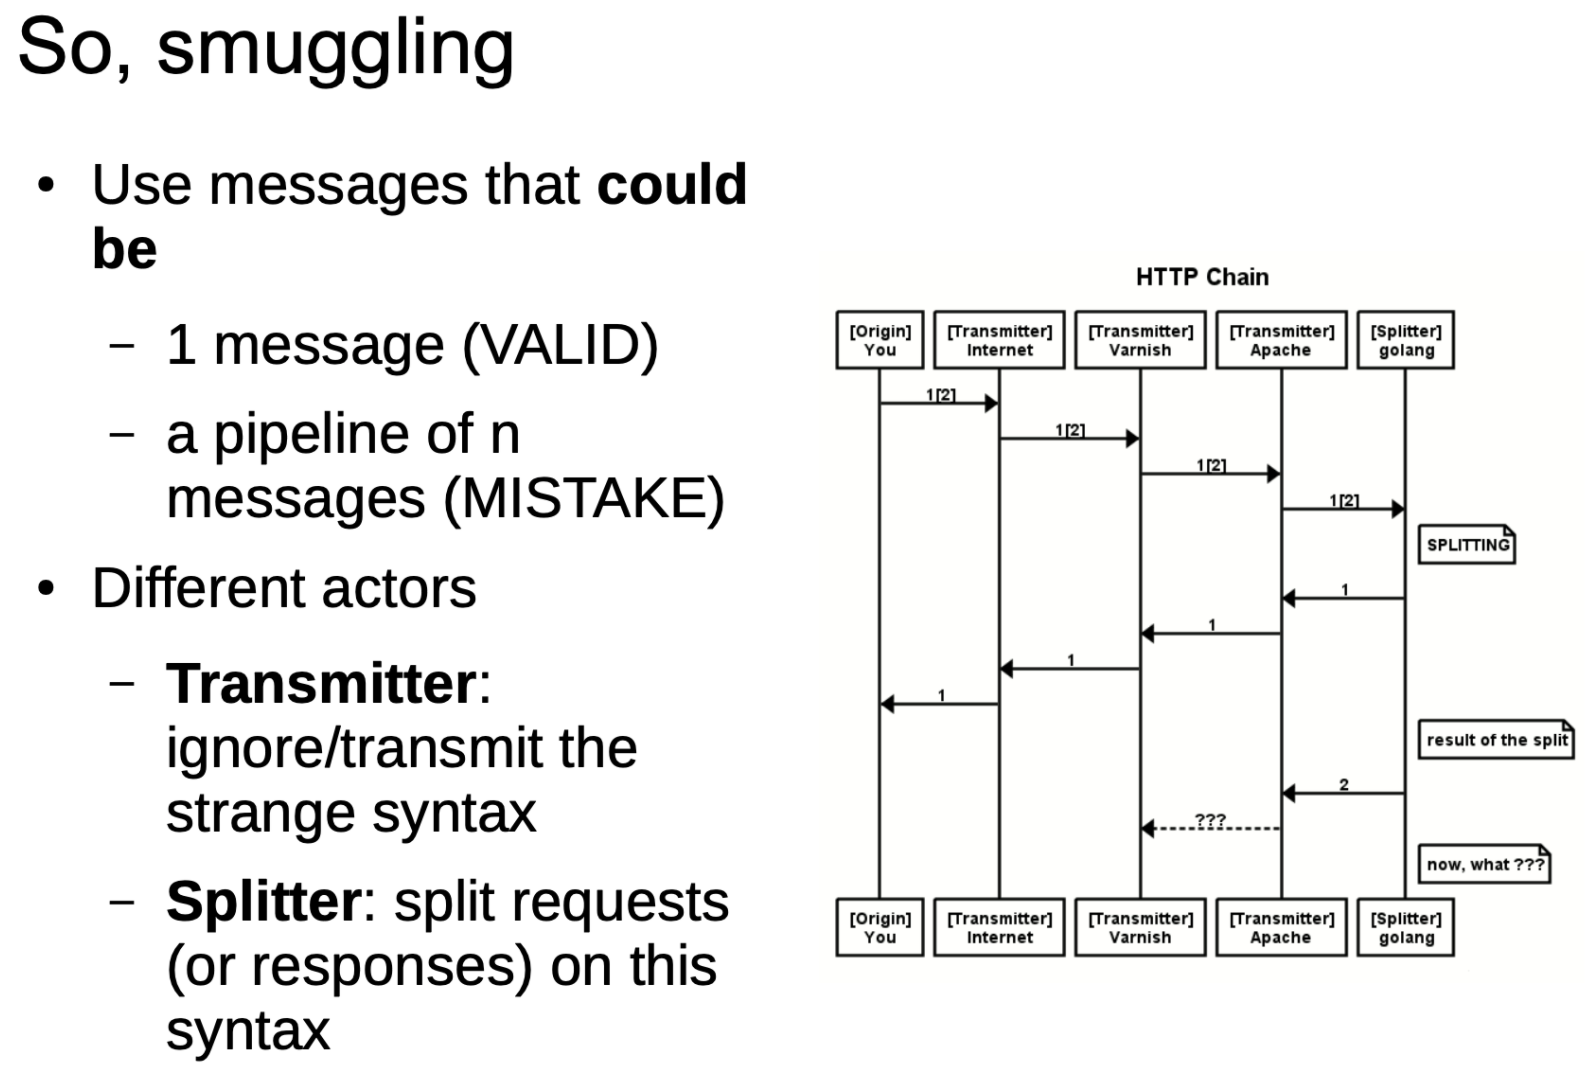 So, smuggling
• Use messages that could
be
– 1 message (VALID)
– a pipeline of n
messages (MISTAKE)
• Different actors
– Transmitter:
ignore/transmit the
strange syntax
– Splitter: split requests
(or responses) on this
syntax
HTTP Chain
[Origin] [Transmitter] [Transmitter] [Transmitter] [Splitter]
You Internet Varnish Apache golang
1[2]
1[2]
1[2]
1[2]
SPLITTING
1
1
1
1
result of the split
2
???
now, what ???
[Origin] [Transmitter] [Transmitter] [Transmitter] [Splitter]
You Internet Varnish Apache golang